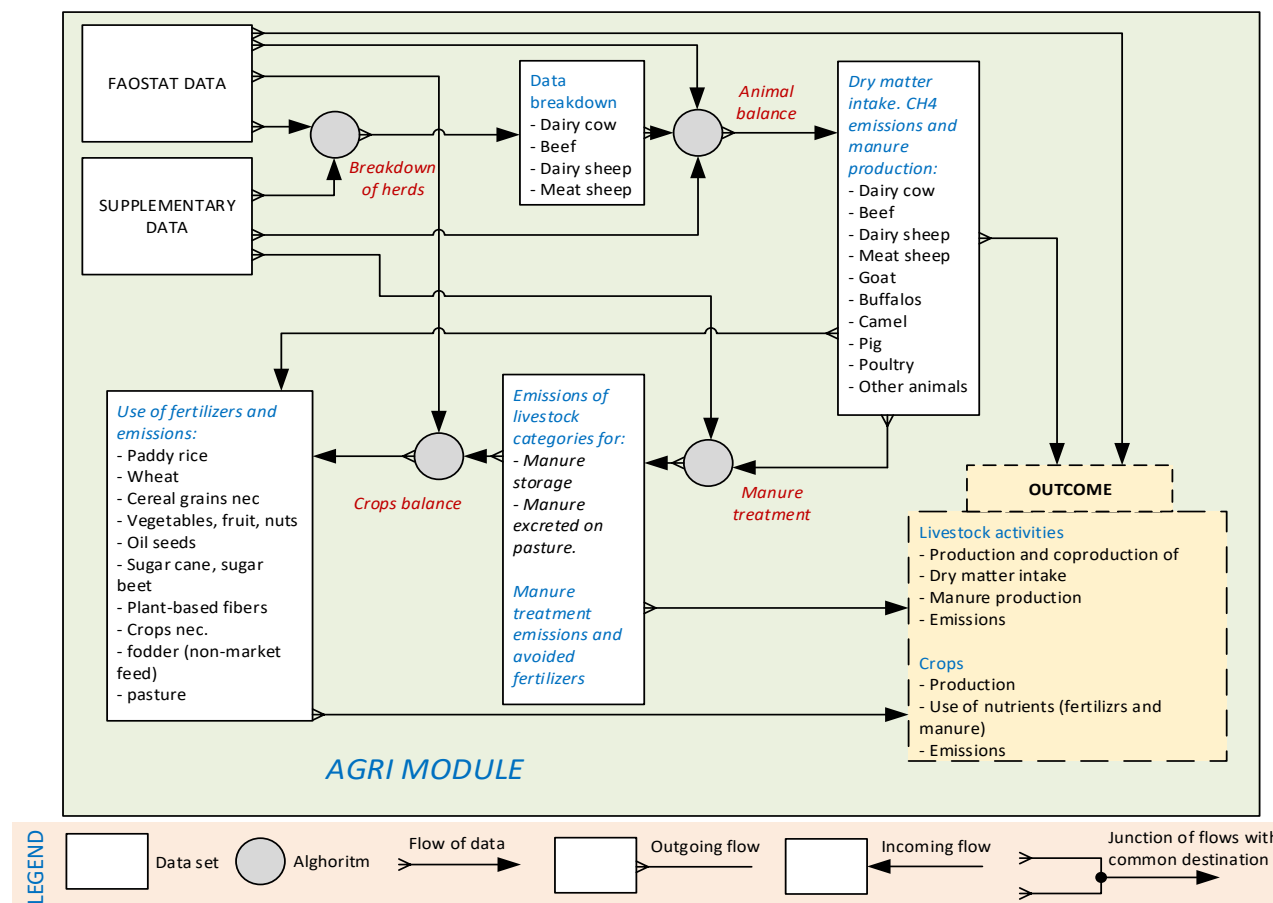 FAOSTAT DATA
SUPPLEMENTARY
DATA
Breakdown
of herds
Data
breakdown
- Dairy cow
- Beef
- Dairy sheep
- Meat sheep
Animal
balance
Dry matter
intake. CH4
emissions and
manure
production:
- Dairy cow
- Beef
- Dairy sheep
- Meat sheep
- Goat
- Buffalos
- Camel
- Pig
- Poultry
- Other animals
Use of fertilizers and
emissions:
- Paddy rice
- Wheat
- Cereal grains nec
- Vegetables, fruit, nuts
- Oil seeds
- Sugar cane, sugar
beet
- Plant-based fibers
- Crops nec.
- fodder (non-market
feed)
- pasture
Crops balance
Emissions of
livestock
categories for:
- Manure
storage
- Manure
excreted on
pasture.
Manure
treatment
emissions and
avoided
fertilizers
Manure
treatment
OUTCOME
Livestock activities
- Production and coproduction of
- Dry matter intake
- Manure production
- Emissions
Crops
- Production
- Use of nutrients (fertilizrs and
manure)
- Emissions
AGRI MODULE
LEGEND
Data set
Alghoritm
Flow of data
Outgoing flow
Incoming flow
Junction of flows with
common destination